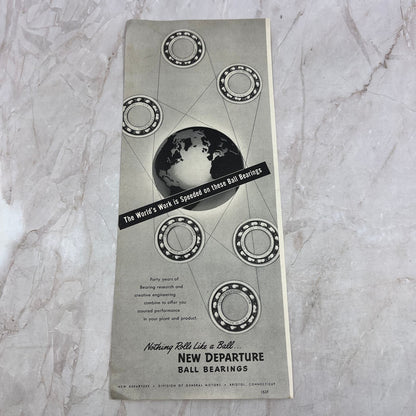 The World's Work is Speeded on these Ball Bearings
Forty years of
Bearing research and
creative engineering
combine to offer you
assured performance
in your plant and product.
Nothing Rolls Like a Ball...
NEW DEPARTURE
BALL BEARINGS
NEW DEPARTURE • DIVISION OF GENERAL MOTORS • BRISTOL, CONNECTICUT